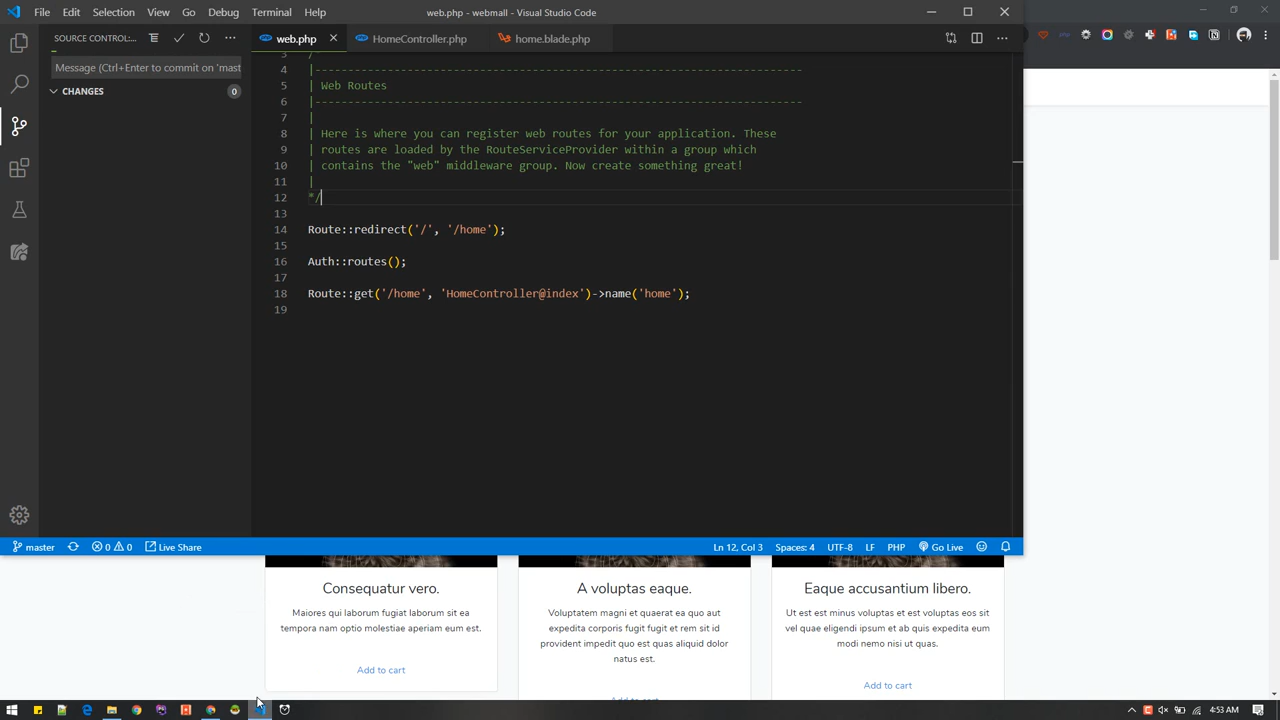 File Edit Selection View Go Debug Terminal Help web.php - webmall - Visual Studio Code
SOURCE CONTROL:...
web.php HomeController.php home.blade.php
Message (Ctrl+Enter to commit on 'mast
CHANGES 0
3 /*
4 |--------------------------------------------------------------------------
5 | Web Routes
6 |--------------------------------------------------------------------------
7 |
8 | Here is where you can register web routes for your application. These
9 | routes are loaded by the RouteServiceProvider within a group which
10 | contains the "web" middleware group. Now create something great!
11 |
12 */
13
14 Route::redirect('/', '/home');
15
16 Auth::routes();
17
18 Route::get('/home', 'HomeController@index')->name('home');
19
master 0 0 Live Share Ln 12, Col 3 Spaces: 4 UTF-8 LF PHP Go Live
Consequatur vero.
Maiores qui laborum fugiat laborum sit ea
tempora nam optio molestiae aperiam eum est.
Add to cart
A voluptas eaque.
Voluptatem magni et quaerat ea quo aut
expedita corporis fugit fugit et rem sit id
provident impedit quo est quas aliquid dolor
natus est.
Add to cart
Eaque accusantium libero.
Ut est est minus voluptas et est voluptas eos sit
vel quae eligendi ipsum et ab quis expedita eum
modi nemo nisi ut quas.
Add to cart
4:53 AM